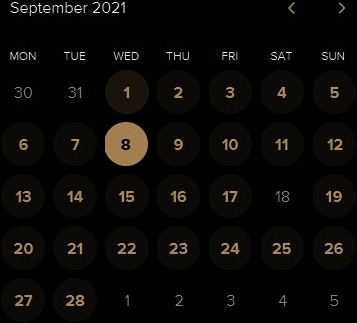 September 2021
MON TUE WED THU FRI SAT SUN
30 31 1 2 3 4 5
6 7 8 9 10 11 12
13 14 15 16 17 18 19
20 21 22 23 24 25 26
27 28 1 2 3 4 5